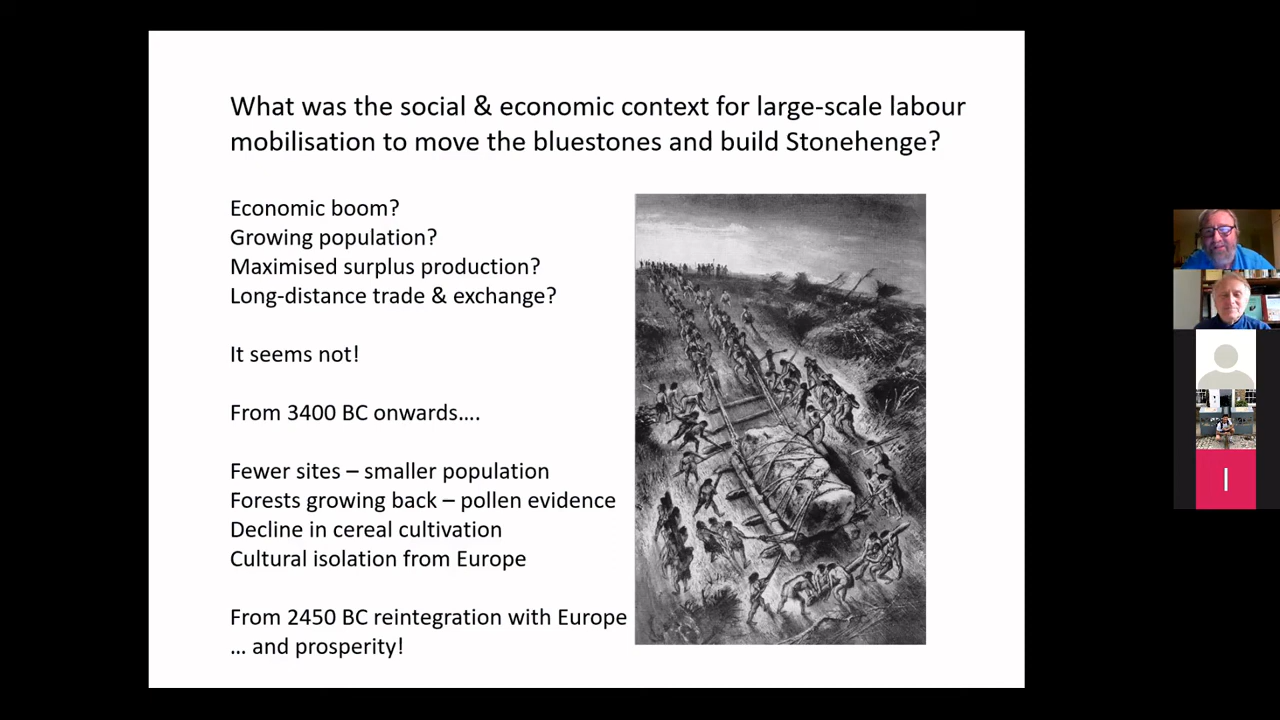 What was the social & economic context for large-scale labour
mobilisation to move the bluestones and build Stonehenge?
Economic boom?
Growing population?
Maximised surplus production?
Long-distance trade & exchange?
It seems not!
From 3400 BC onwards....
Fewer sites – smaller population
Forests growing back – pollen evidence
Decline in cereal cultivation
Cultural isolation from Europe
From 2450 BC reintegration with Europe
... and prosperity!
I